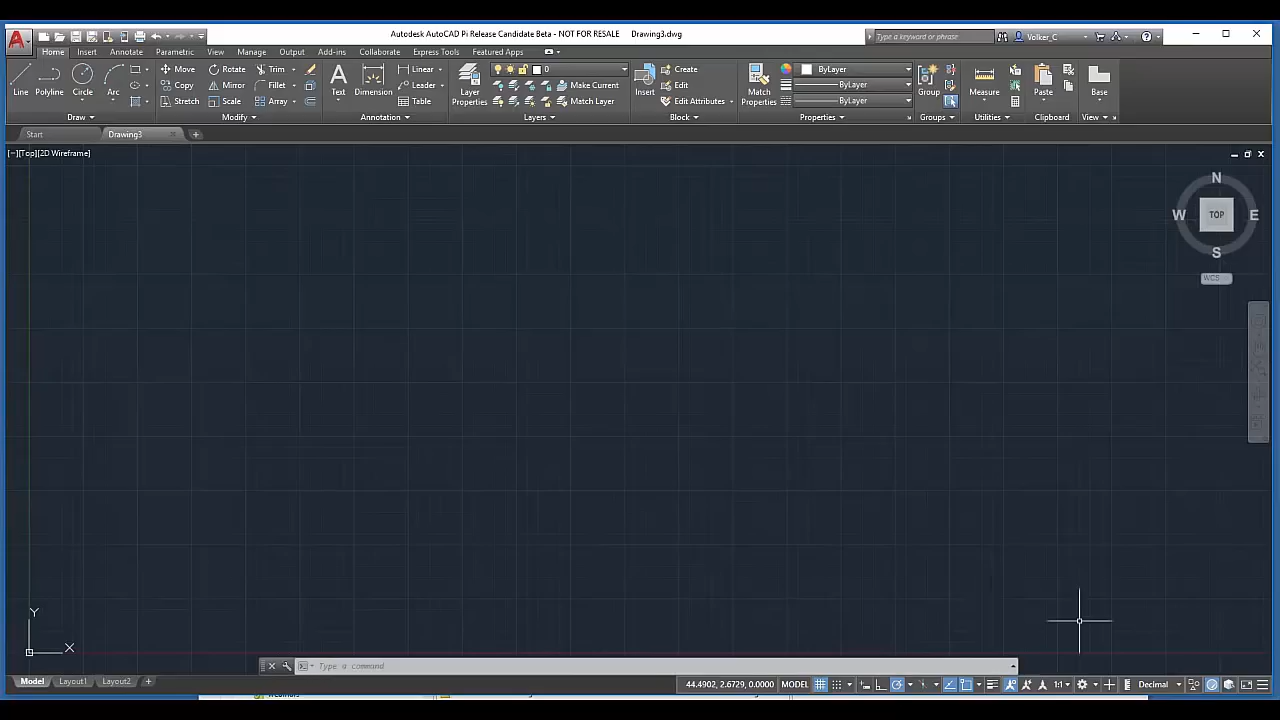 Autodesk AutoCAD Pi Release Candidate Beta - NOT FOR RESALE Drawing3.dwg
Type a keyword or phrase
Volker_C
Home Insert Annotate Parametric View Manage Output Add-ins Collaborate Express Tools Featured Apps
Line Polyline Circle Arc
Move Rotate Trim
Copy Mirror Fillet
Stretch Scale Array
Text Dimension
Linear
Leader
Table
Layer Properties
0
Make Current
Match Layer
Insert
Create
Edit
Edit Attributes
Match Properties
ByLayer
ByLayer
ByLayer
Group
Measure
Paste
Base
Draw Modify Annotation Layers Block Properties Groups Utilities Clipboard View
Start Drawing3
[−][Top][2D Wireframe]
N
W TOP E
S
WCS
Y
X
Type a command
Model Layout1 Layout2
44.4902, 2.6729, 0.0000 MODEL 1:1 Decimal